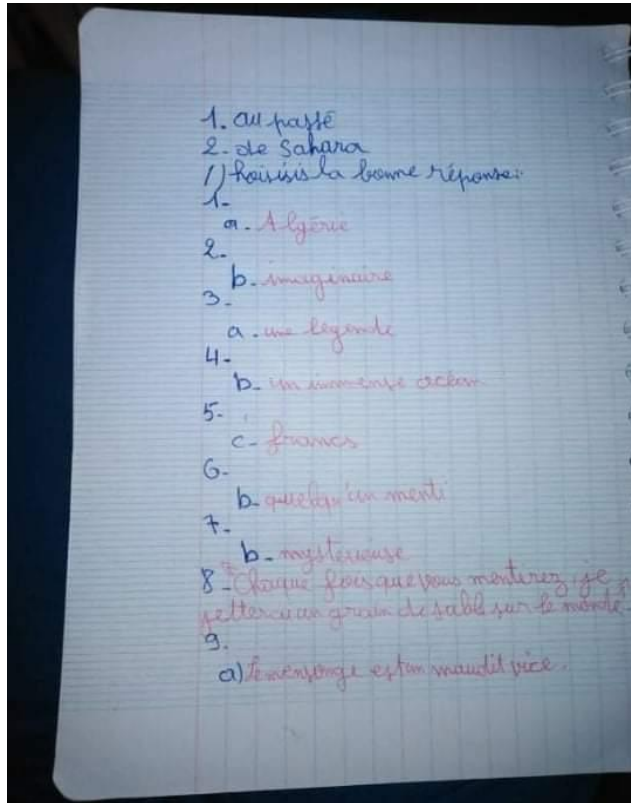 1. au passé
2. de Sahara
1) hoisisis la bonne réponse:
1-
a. Algérie
2.
b. imaginaire
3-
a. une legende
4-
b- un immense océan
5-
c- francs
6-
b- quelqu'un menti
7-
b- mysterieuse
8- Chaque fois que vous mentirez, je
jetterai un grain de sable sur le monde.
9.
a) le mensonge est un maudit vice.